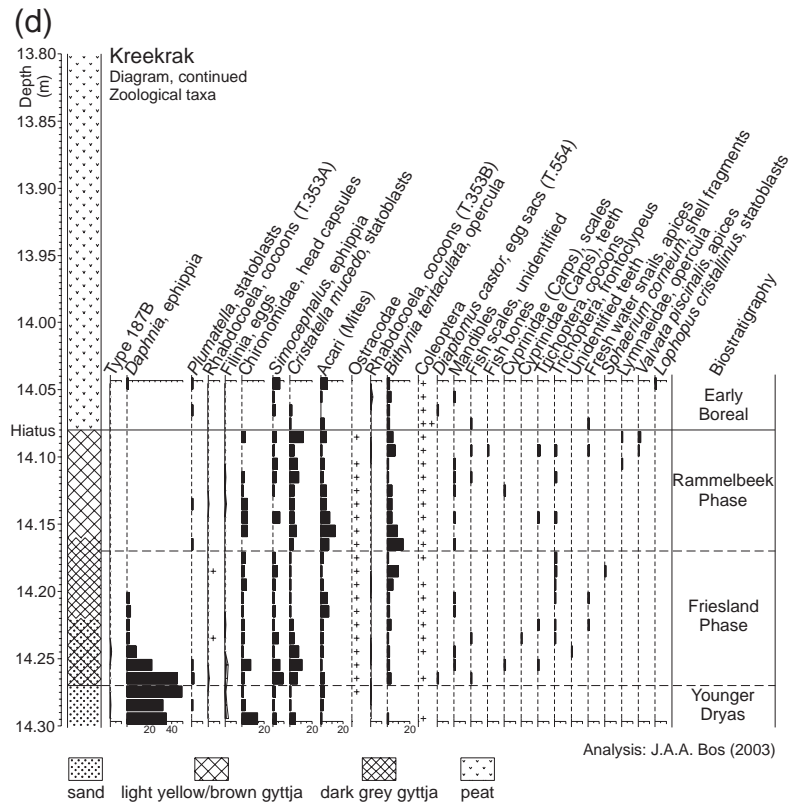 (d)
Kreekrak
Diagram, continued
Zoological taxa
Depth
(m)
13.80
13.85
13.90
13.95
14.00
14.05
Hiatus
14.10
14.15
14.20
14.25
14.30
Type 187B
Daphnia, ephippia
Plumatella, statoblasts
Rhabdocoela, cocoons (T.353A)
Filinia, eggs
Chironomidae, head capsules
Simocephalus, ephippia
Cristatella mucedo, statoblasts
Acari (Mites)
Ostracodae
Rhabdocoela, cocoons (T.353B)
Bithynia tentaculata, opercula
Coleoptera
Diaptomus castor, egg sacs (T.554)
Mandibles
Fish scales, unidentified
Fish bones
Cyprinidae (Carps), scales
Cyprinidae (Carps), teeth
Trichoptera, cocoons
Trichoptera, frontoclypeus
Unidentified teeth
Fresh water snails, apices
Sphaerium corneum, shell fragments
Lymnaeidae, opercula
Valvata piscinalis, apices
Lophopus cristallinus, statoblasts
Biostratigraphy
Early
Boreal
Rammelbeek
Phase
Friesland
Phase
Younger
Dryas
20 40 20 20 20 20
Analysis: J.A.A. Bos (2003)
sand
light yellow/brown gyttja
dark grey gyttja
peat